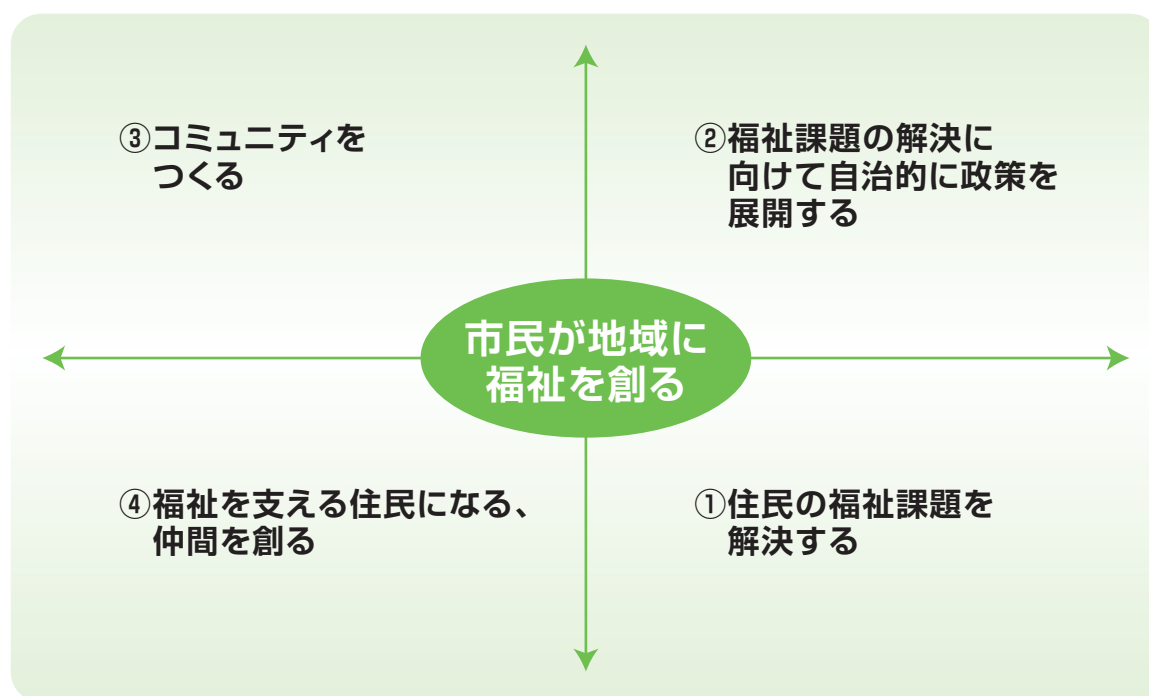 ③コミュニティを
つくる
②福祉課題の解決に
向けて自治的に政策を
展開する
市民が地域に
福祉を創る
④福祉を支える住民になる、
仲間を創る
①住民の福祉課題を
解決する